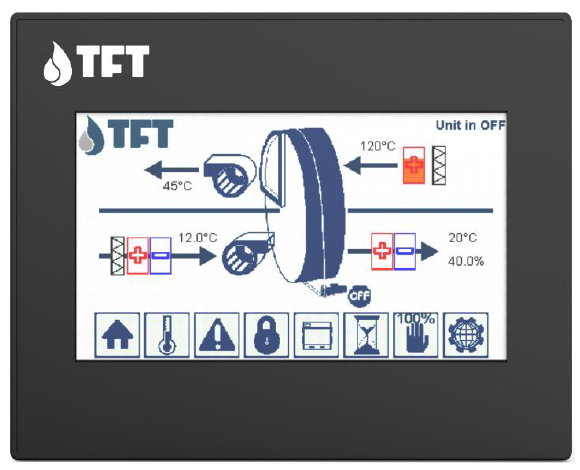 TFT
TFT
Unit in OFF
120°C
45°C
12.0°C
20°C
40.0%
OFF
100%